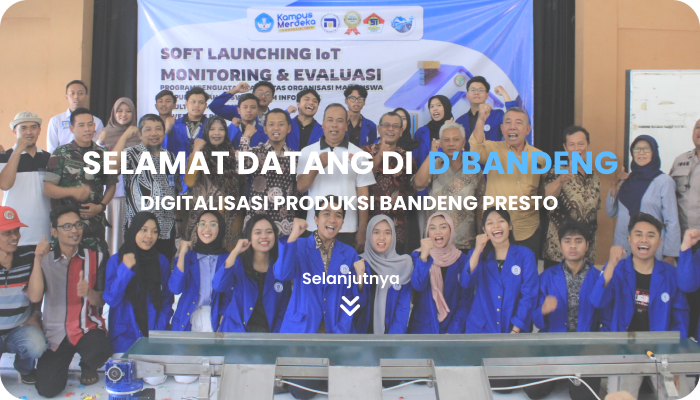 Kampus
Merdeka
SOFT LAUNCHING IoT
MONITORING & EVALUASI
SELAMAT DATANG DI D'BANDENG
DIGITALISASI PRODUKSI BANDENG PRESTO
Selanjutnya